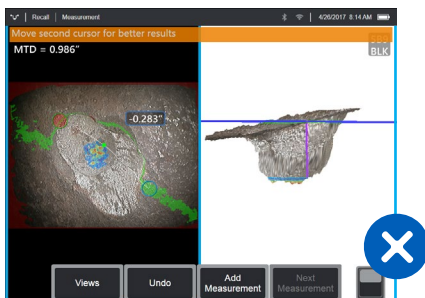 Recall | Measurement
4/26/2017 8:14 AM
Move second cursor for better results
MTD = 0.986"
BLK
-0.283"
Views
Undo
Add
Measurement
Next
Measurement